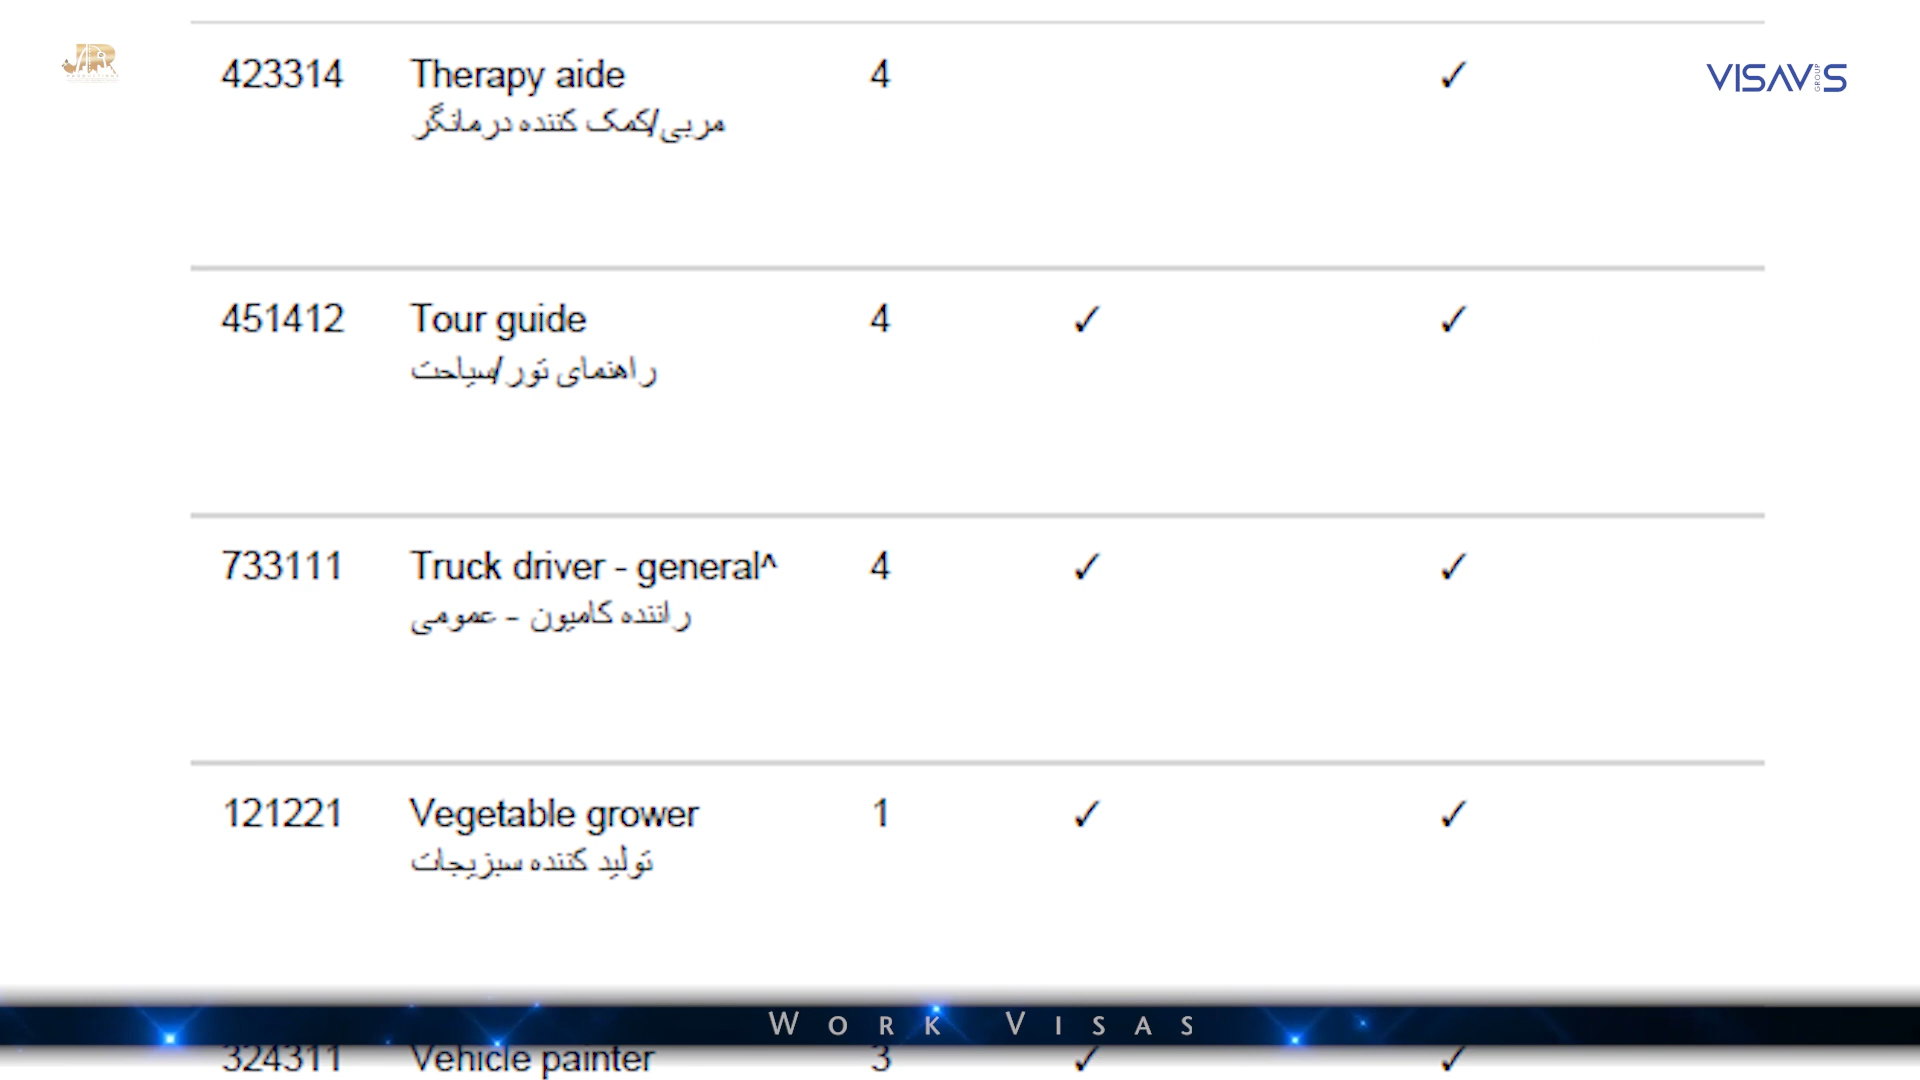 423314 Therapy aide 4 ✓
مربی/کمک کننده درمانگر
VISAVIS GROUP
451412 Tour guide 4 ✓ ✓
راهنمای تور/سیاحت
733111 Truck driver - general^ 4 ✓ ✓
راننده کامیون - عمومی
121221 Vegetable grower 1 ✓ ✓
تولید کننده سبزیجات
WORK VISAS
324311 Vehicle painter 3 ✓ ✓